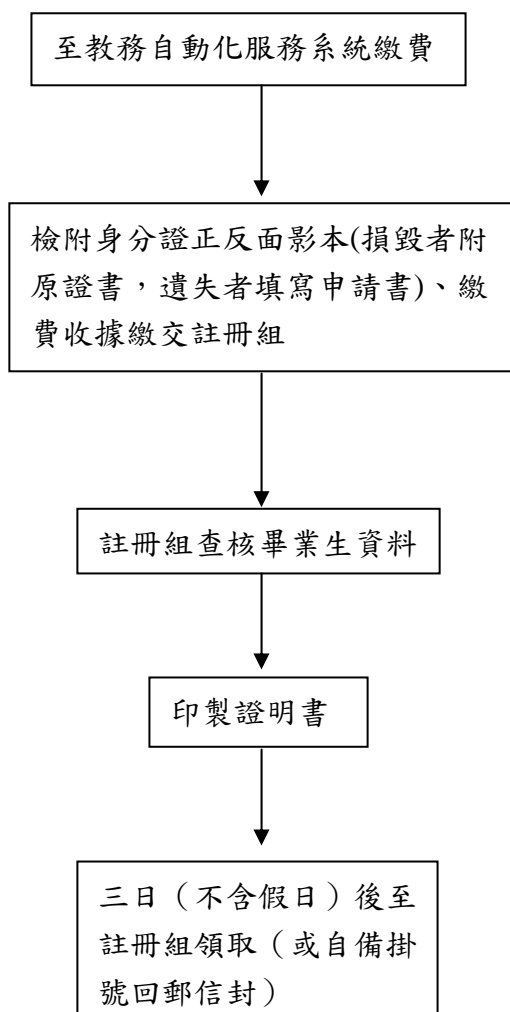 至教務自動化服務系統繳費
檢附身分證正反面影本(損毀者附
原證書，遺失者填寫申請書)、繳
費收據繳交註冊組
註冊組查核畢業生資料
印製證明書
三日（不含假日）後至
註冊組領取（或自備掛
號回郵信封）